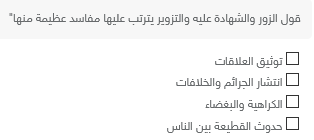 قول الزور والشهادة عليه والتزوير يترتب عليها مفاسد عظيمة منها"
توثيق العلاقات
انتشار الجرائم والخلافات
الكراهية والبغضاء
حدوث القطيعة بين الناس